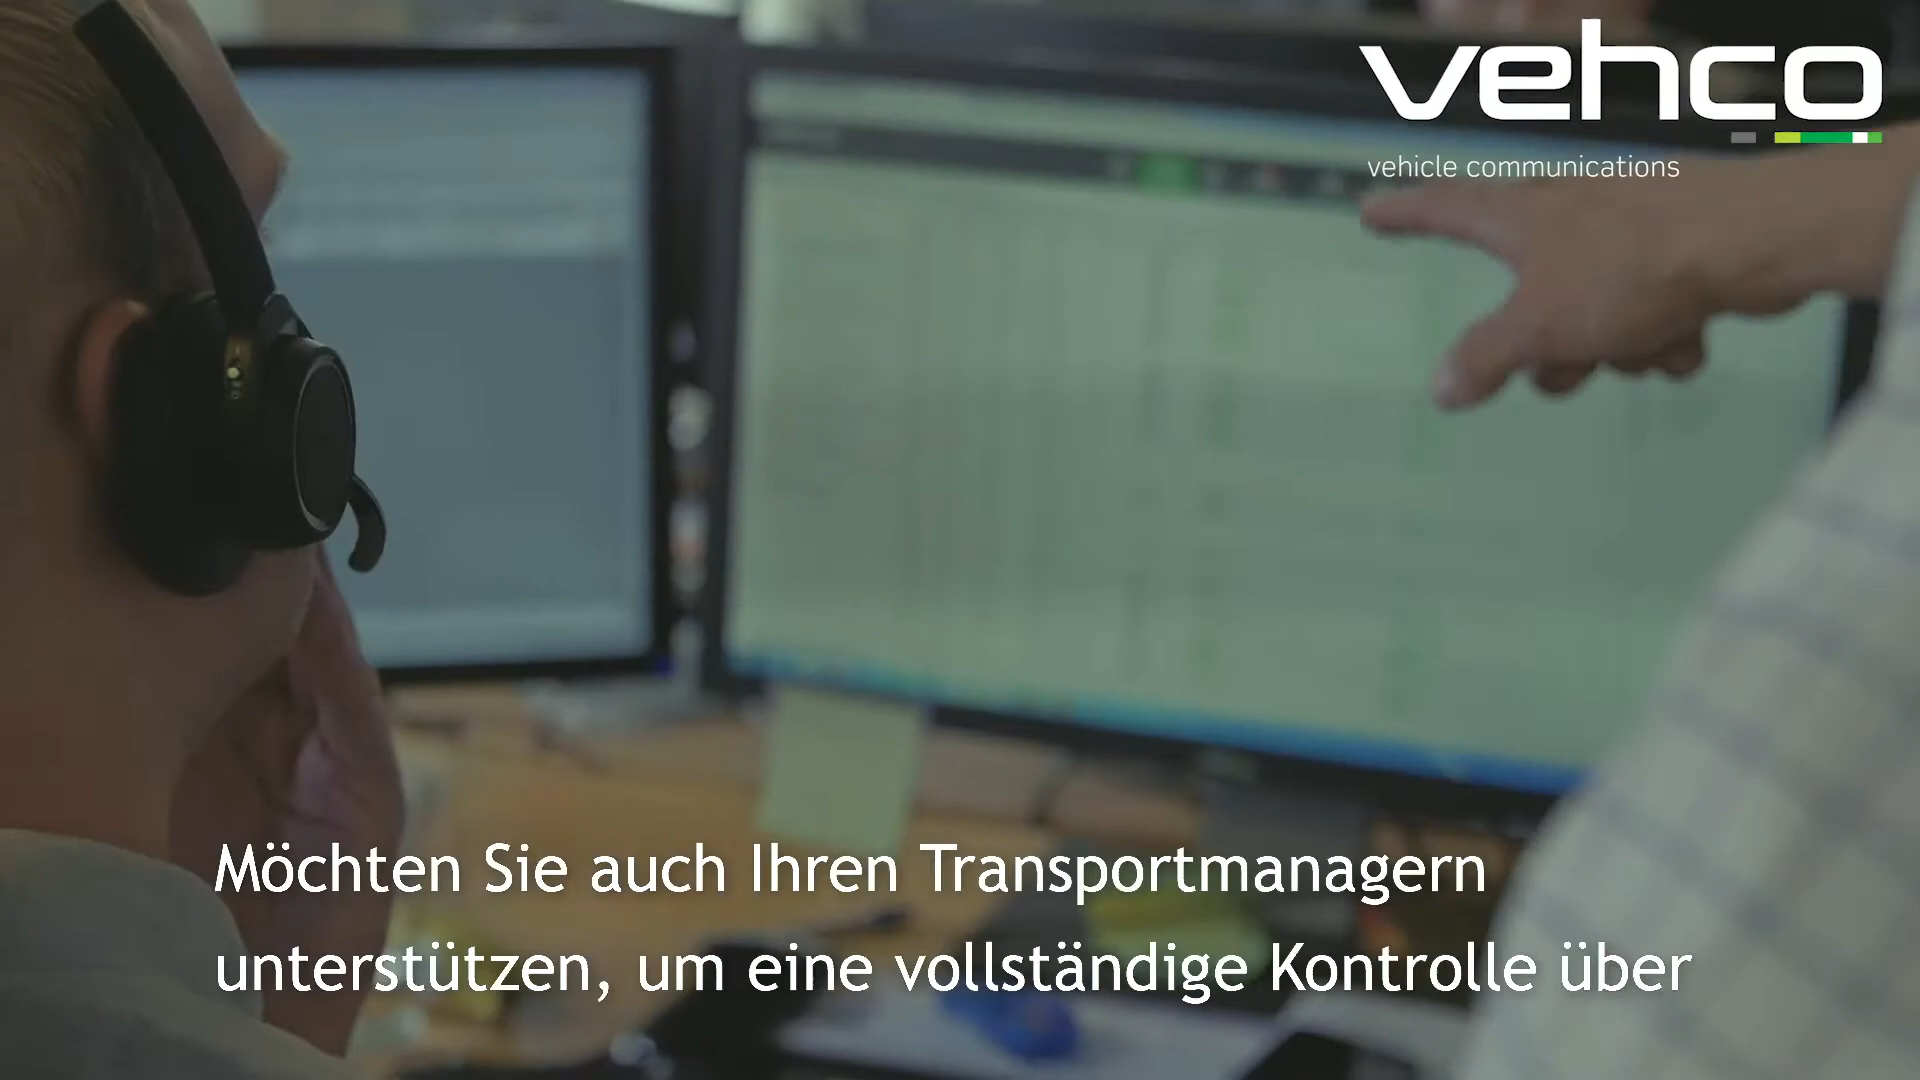 vehco
vehicle communications
Möchten Sie auch Ihren Transportmanagern
unterstützen, um eine vollständige Kontrolle über